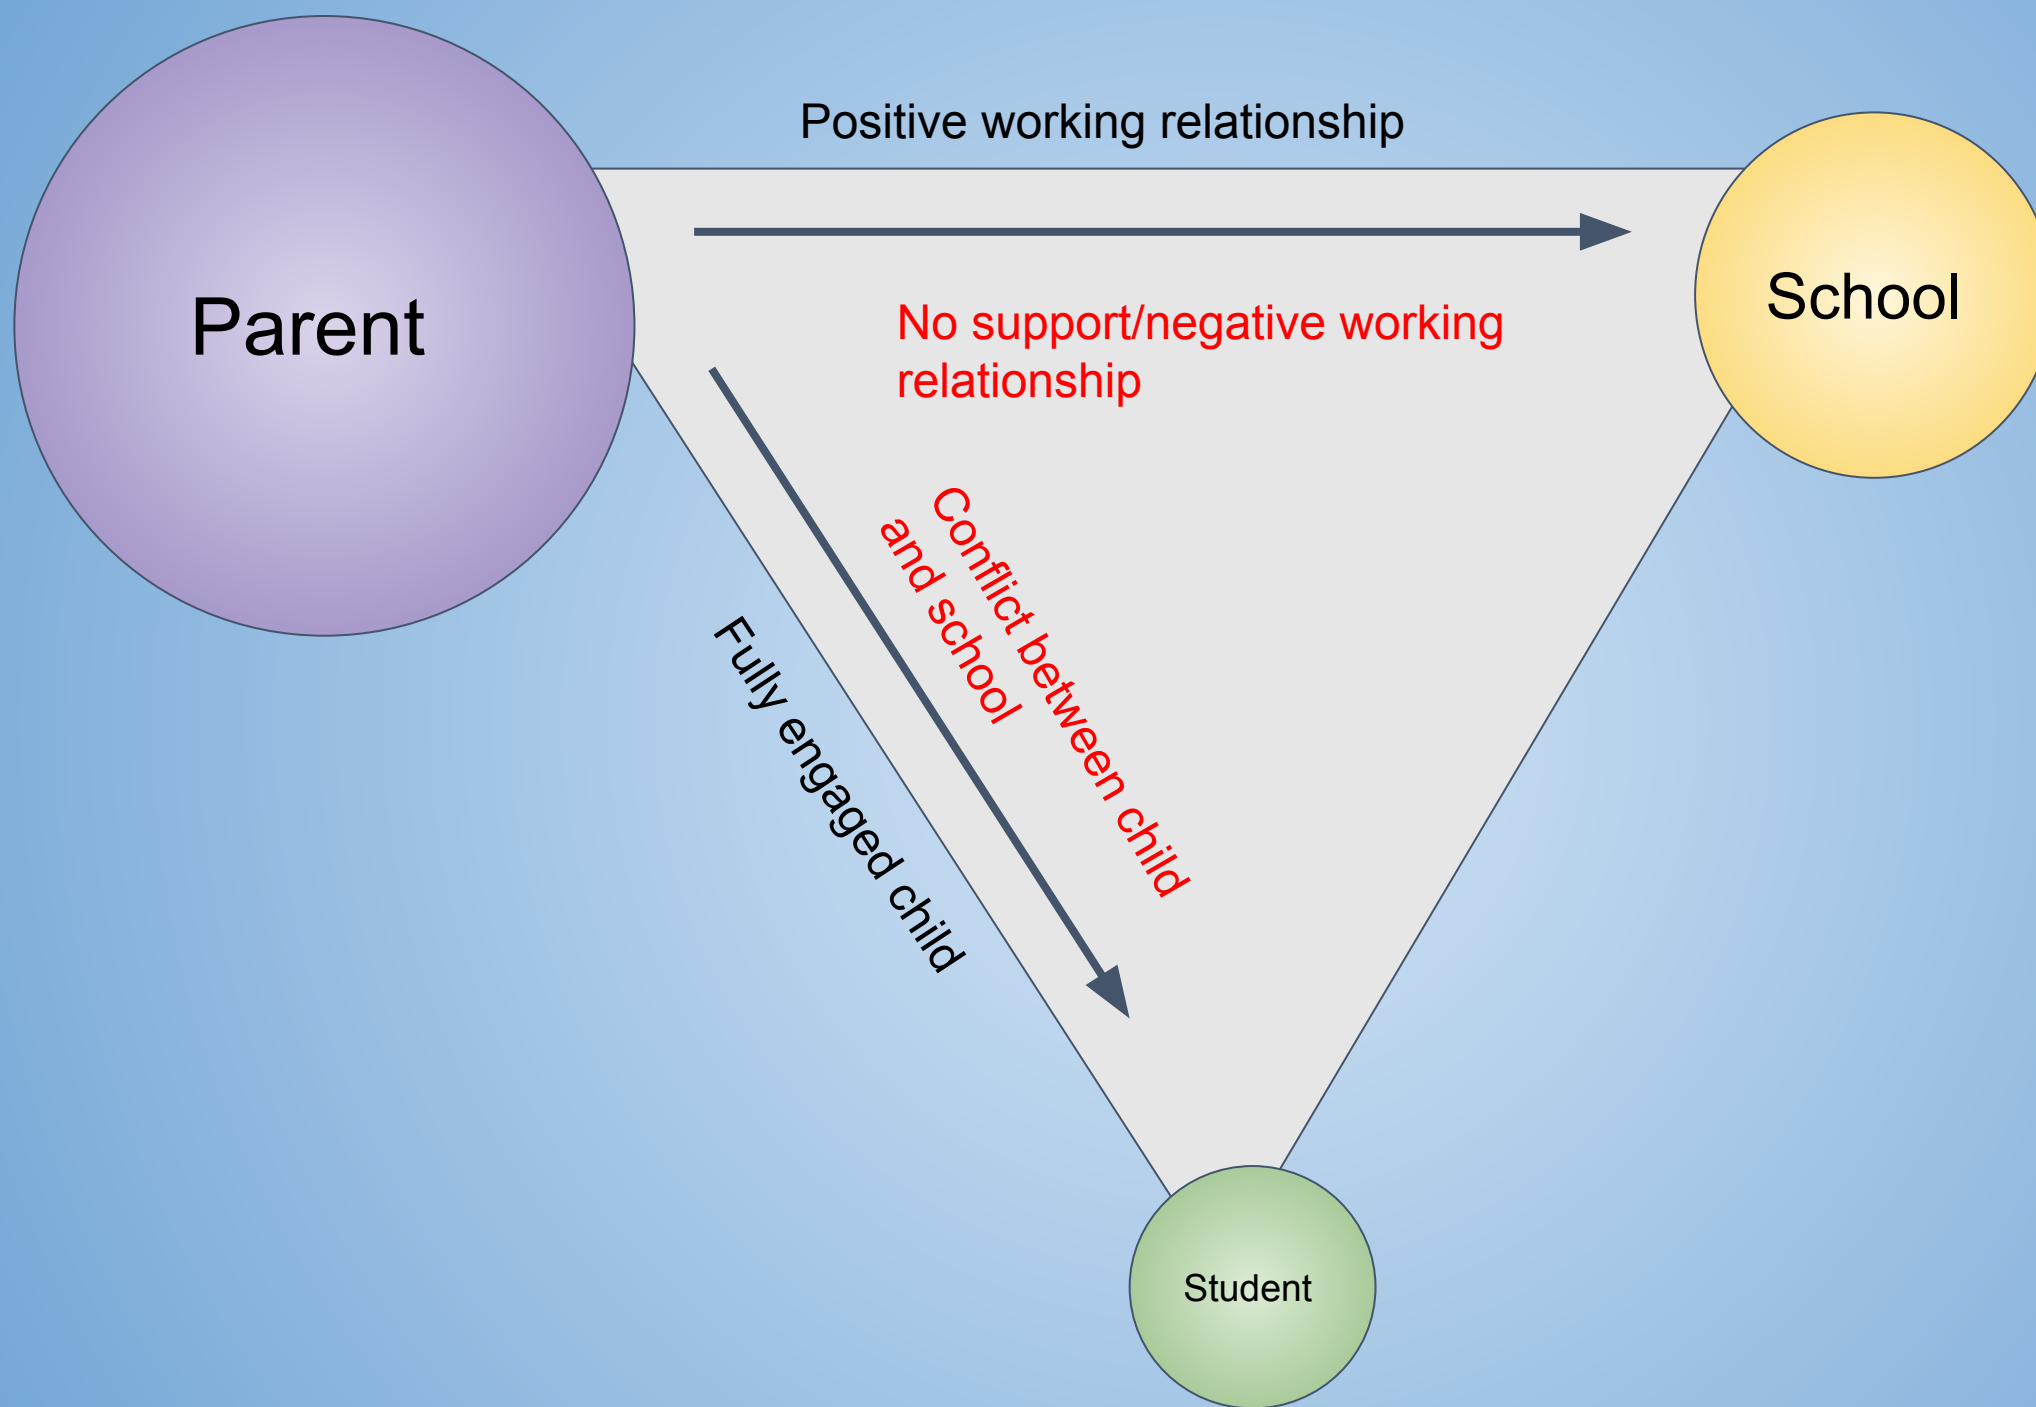 Positive working relationship
Parent
School
No support/negative working
relationship
Conflict between child
and school
Fully engaged child
Student